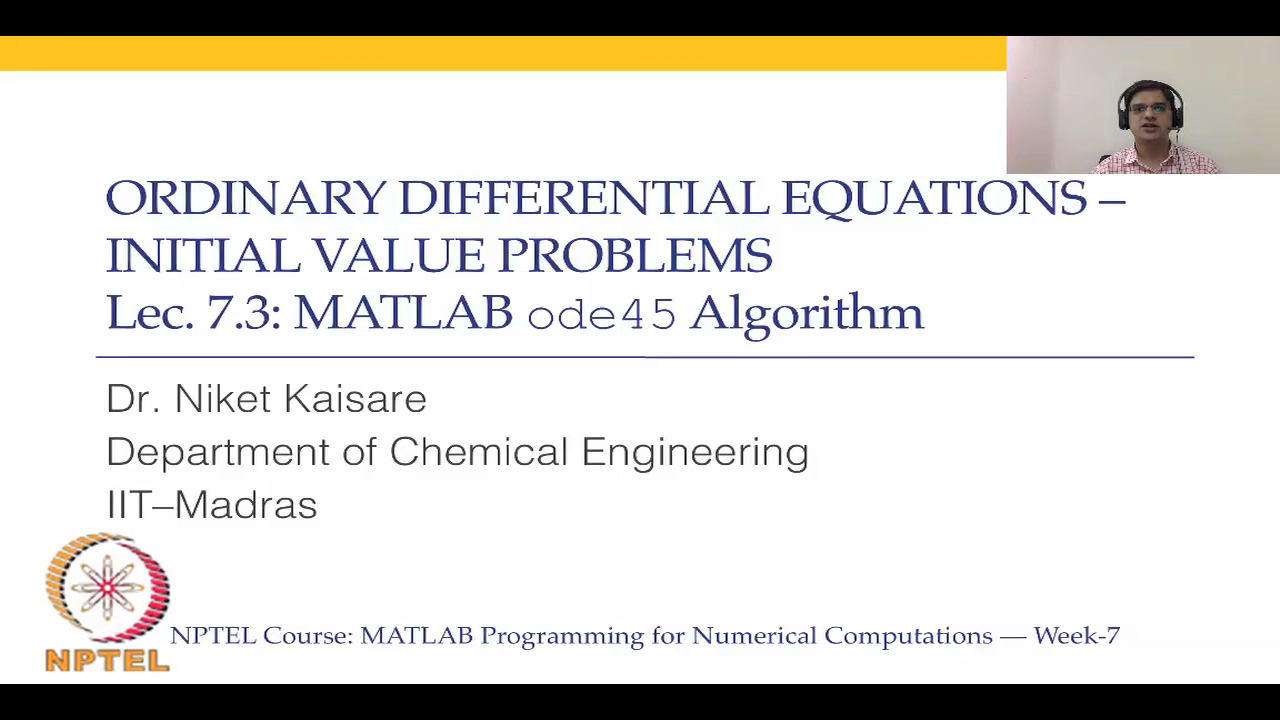 ORDINARY DIFFERENTIAL EQUATIONS –
INITIAL VALUE PROBLEMS
Lec. 7.3: MATLAB ode45 Algorithm
Dr. Niket Kaisare
Department of Chemical Engineering
IIT–Madras
NPTEL Course: MATLAB Programming for Numerical Computations — Week-7
NPTEL